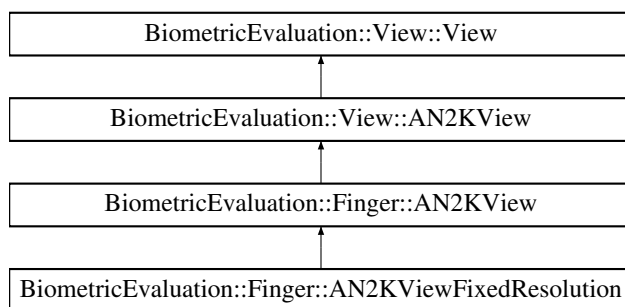 BiometricEvaluation::View::View
BiometricEvaluation::View::AN2KView
BiometricEvaluation::Finger::AN2KView
BiometricEvaluation::Finger::AN2KViewFixedResolution